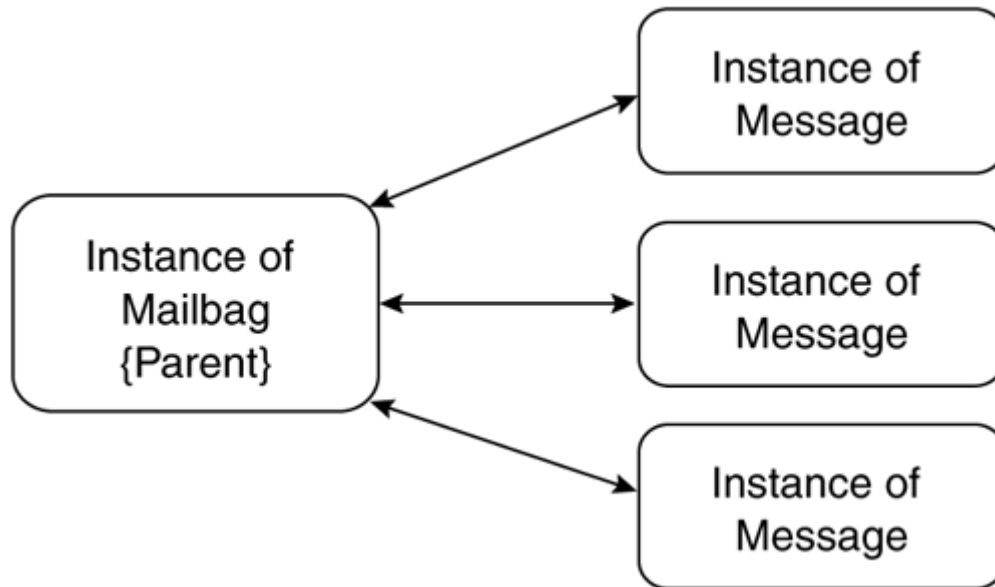 Instance of
Message
Instance of
Mailbag
{Parent}
Instance of
Message
Instance of
Message